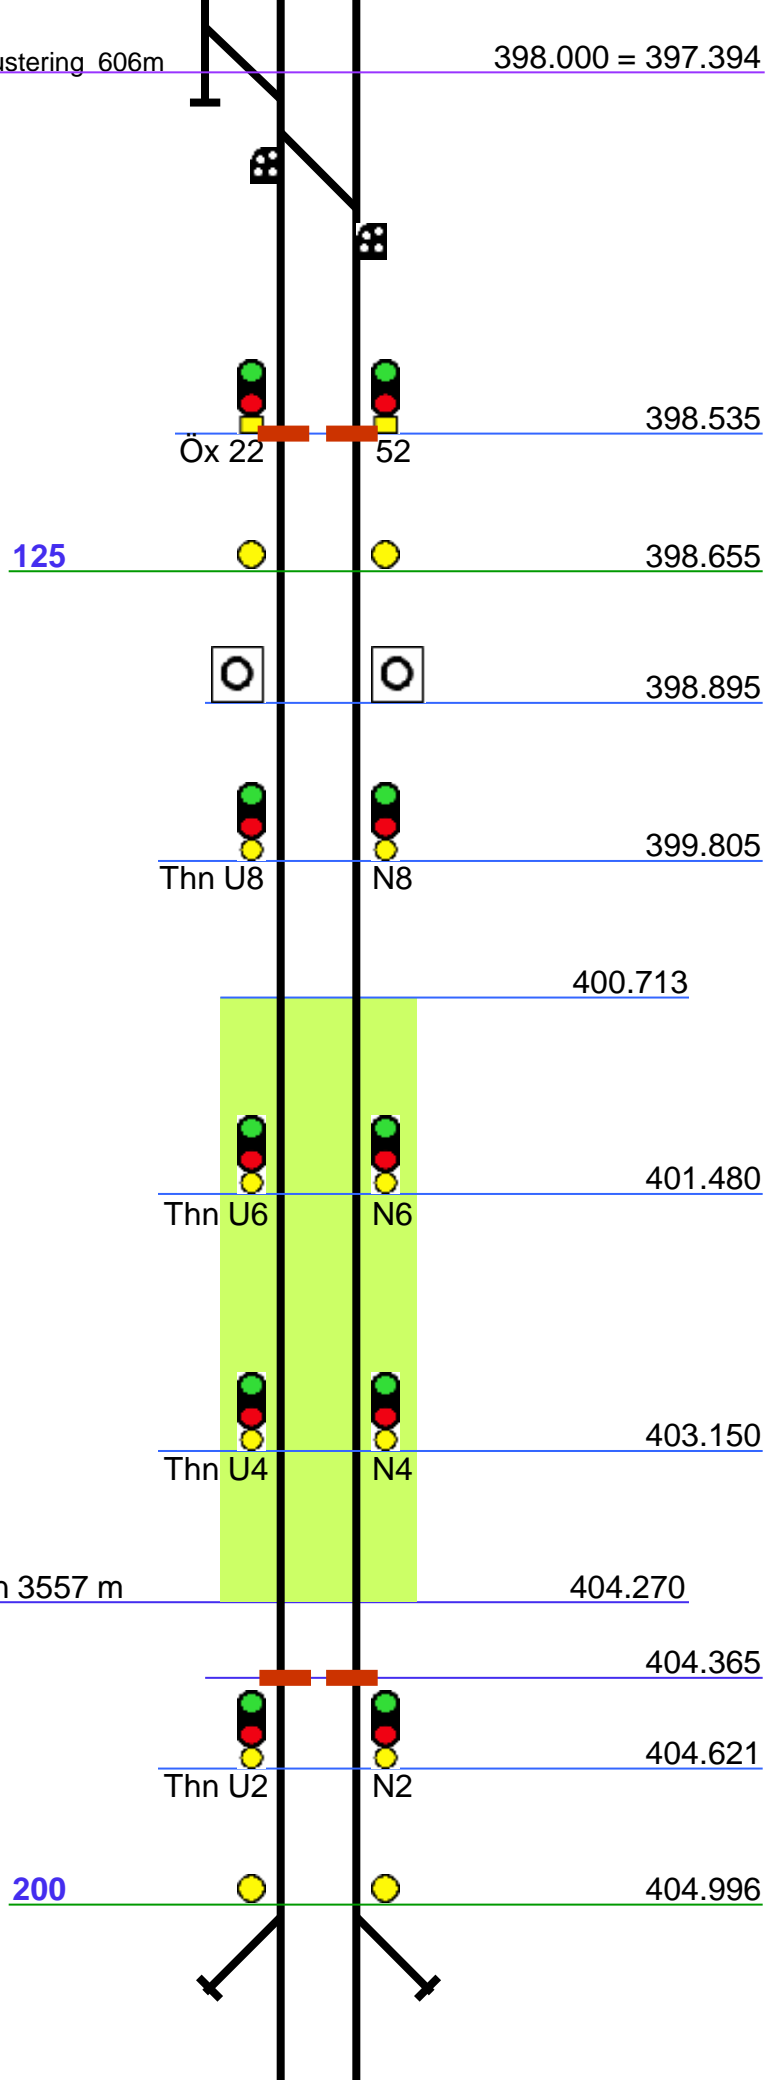 ustering 606m 398.000 = 397.394
398.535
Öx 22 52
125 398.655
398.895
399.805
Thn U8 N8
400.713
401.480
Thn U6 N6
403.150
Thn U4 N4
3557 m 404.270
404.365
404.621
Thn U2 N2
200 404.996